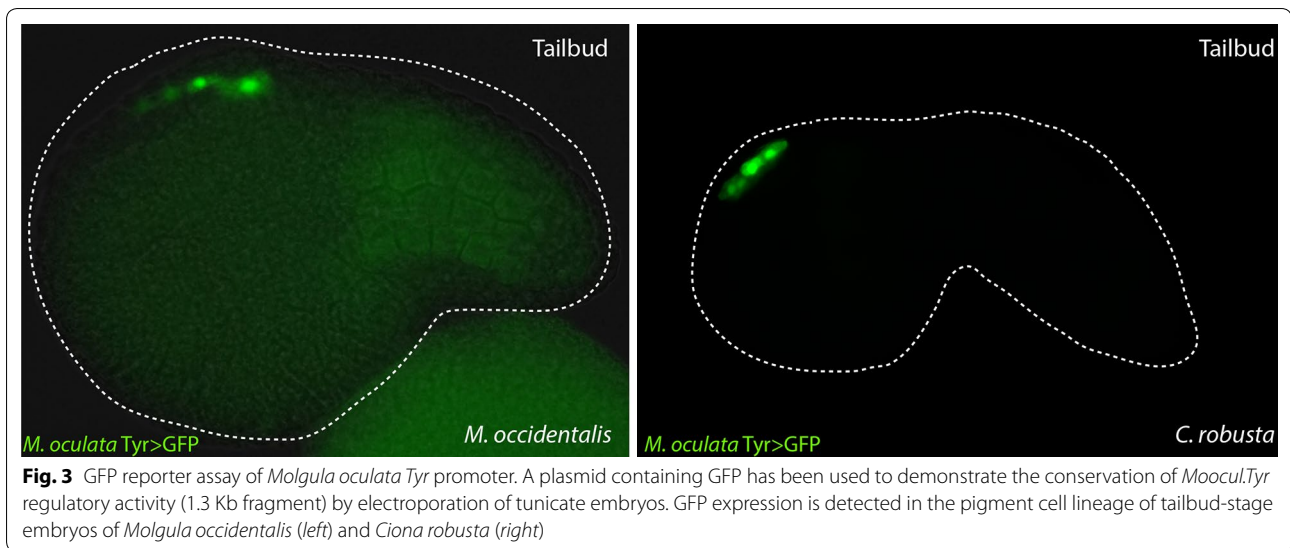 Tailbud
Tailbud
M. oculata Tyr>GFP
M. occidentalis
M. oculata Tyr>GFP
C. robusta
Fig. 3 GFP reporter assay of Molgula oculata Tyr promoter. A plasmid containing GFP has been used to demonstrate the conservation of Moocul.Tyr
regulatory activity (1.3 Kb fragment) by electroporation of tunicate embryos. GFP expression is detected in the pigment cell lineage of tailbud-stage
embryos of Molgula occidentalis (left) and Ciona robusta (right)